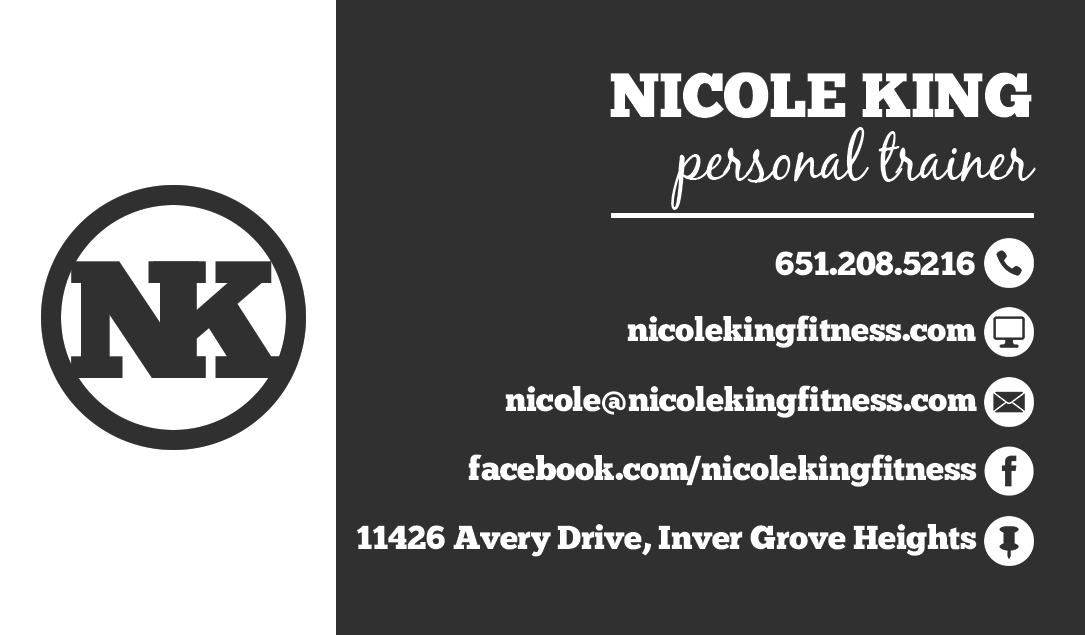 NK
NICOLE KING
personal trainer
651.208.5216
nicolekingfitness.com
nicole@nicolekingfitness.com
facebook.com/nicolekingfitness
11426 Avery Drive, Inver Grove Heights